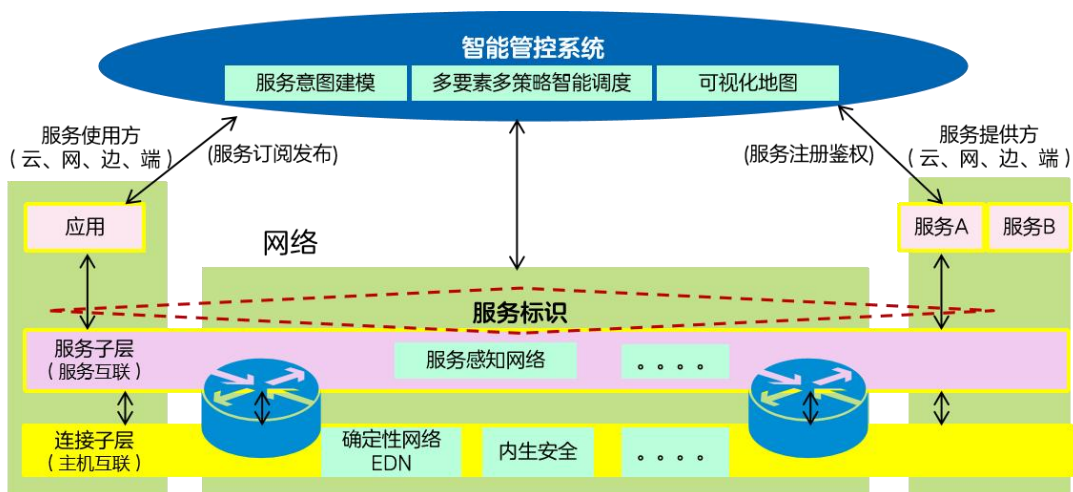 智能管控系统
服务意图建模
多要素多策略智能调度
可视化地图
服务使用方
（云、网、边、端）
(服务订阅发布)
(服务注册鉴权)
服务提供方
（云、网、边、端）
应用
网络
服务A
服务B
服务标识
服务子层
（服务互联）
服务感知网络
。。。。
连接子层
（主机互联）
确定性网络
EDN
内生安全
。。。。